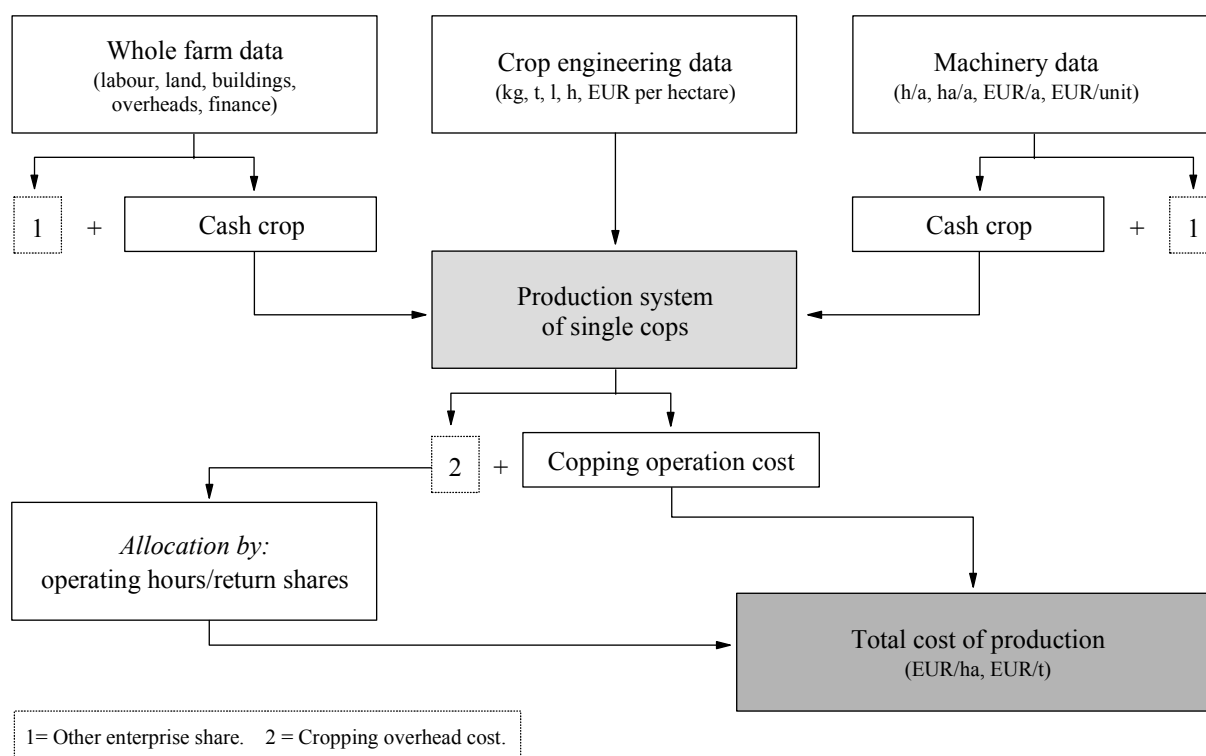 Whole farm data
(labour, land, buildings,
overheads, finance)
Crop engineering data
(kg, t, l, h, EUR per hectare)
Machinery data
(h/a, ha/a, EUR/a, EUR/unit)
1
+
Cash crop
Cash crop
+
1
Production system
of single cops
2
+
Copping operation cost
Allocation by:
operating hours/return shares
Total cost of production
(EUR/ha, EUR/t)
1= Other enterprise share. 2 = Cropping overhead cost.